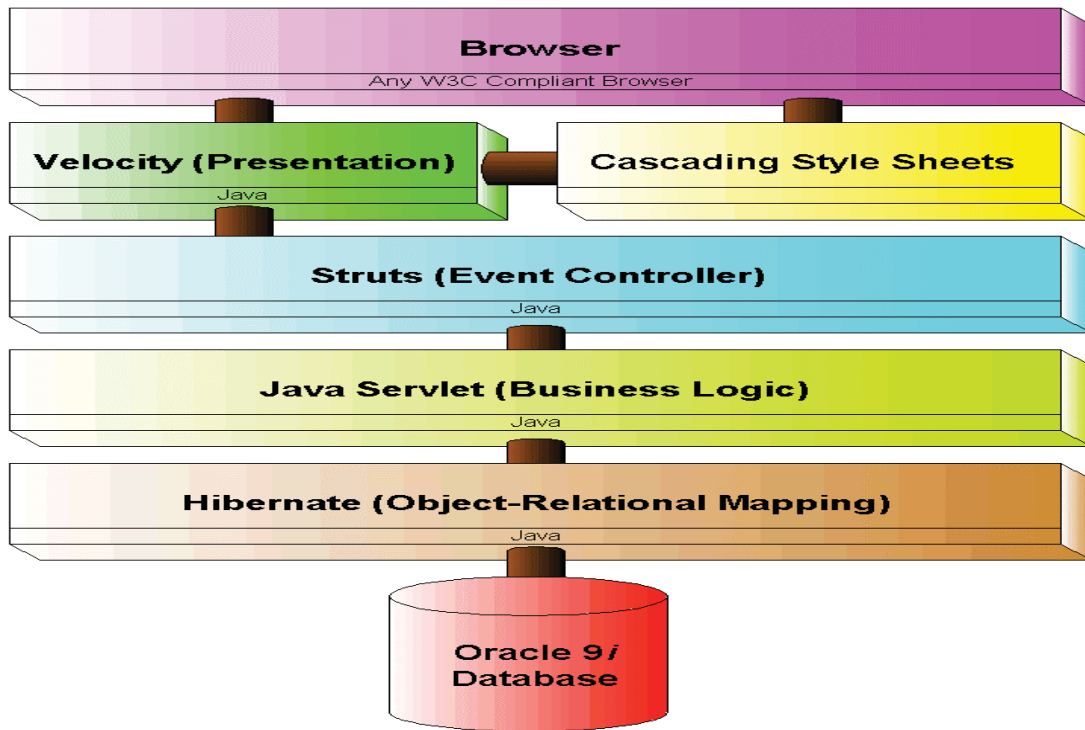 Browser
Any W3C Compliant Browser
Velocity (Presentation)
Java
Cascading Style Sheets
Struts (Event Controller)
Java
Java Servlet (Business Logic)
Java
Hibernate (Object-Relational Mapping)
Java
Oracle 9i
Database